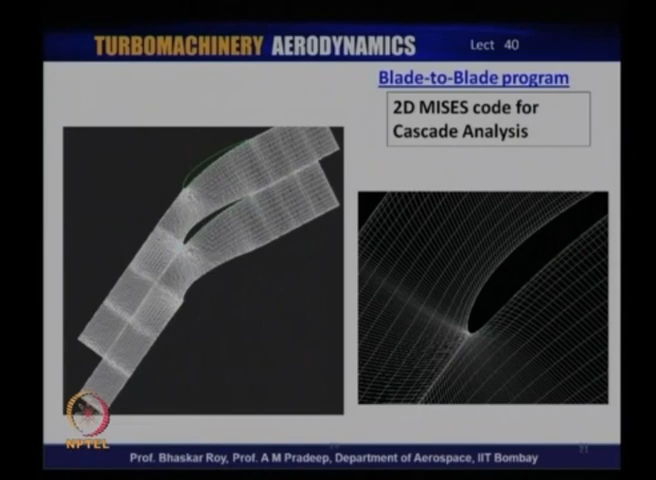 TURBOMACHINERY AERODYNAMICS
Lect 40
Blade-to-Blade program
2D MISES code for
Cascade Analysis
NPTEL
Prof. Bhaskar Roy, Prof. A M Pradeep, Department of Aerospace, IIT Bombay